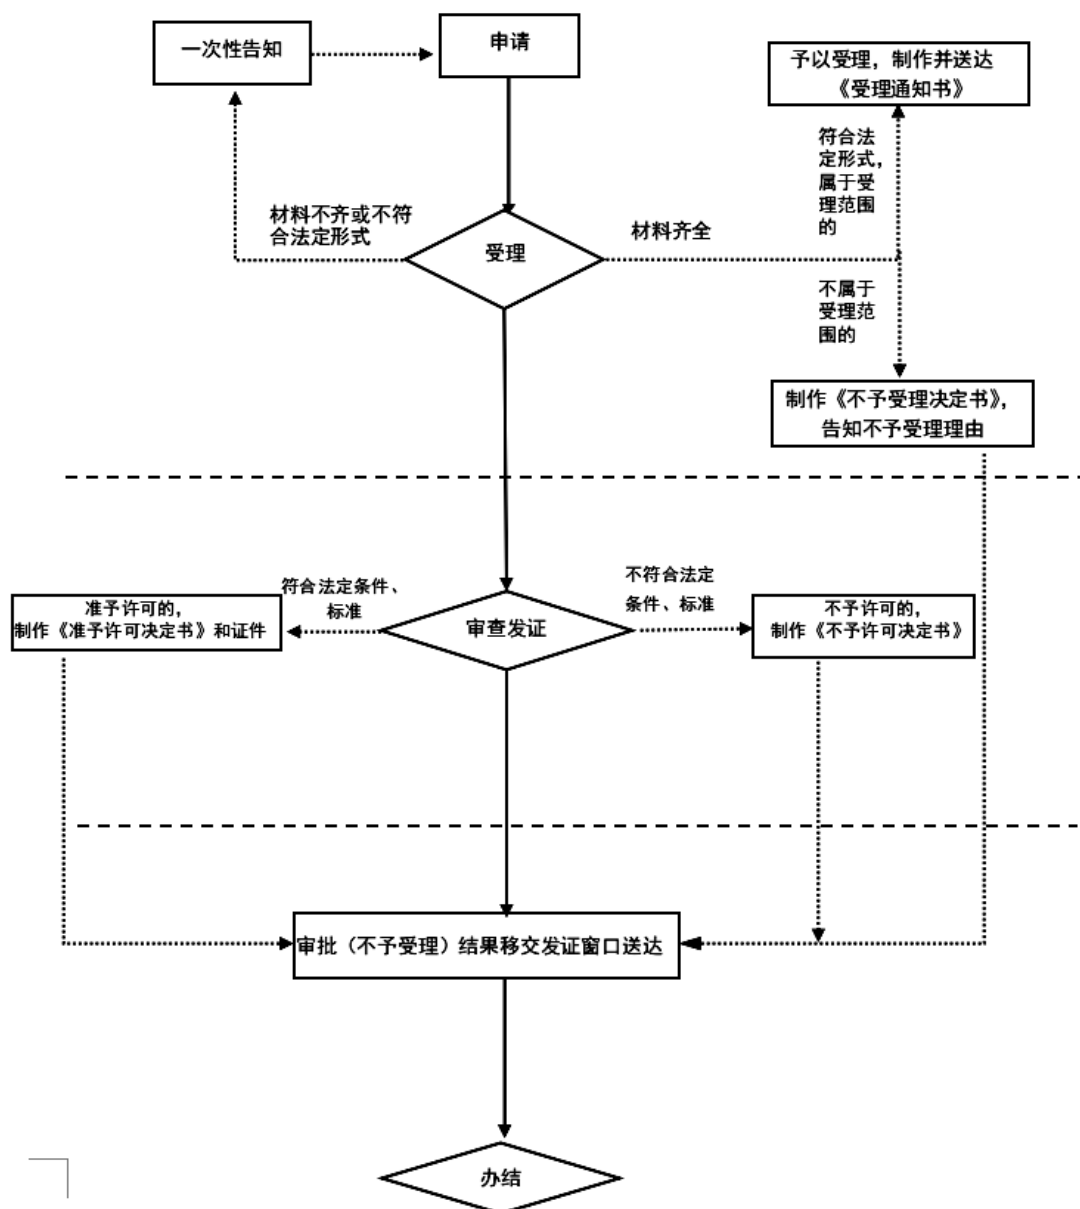 一次性告知
申请
予以受理，制作并送达
《受理通知书》
符合法
定形式，
属于受
理范围
的
材料不齐或不符
合法定形式
受理
材料齐全
不属于
受理范
围的
制作《不予受理决定书》，
告知不予受理理由
符合法定条件、
标准
不符合法定
条件、标准
准予许可的，
制作《准予许可决定书》和证件
审查发证
不予许可的，
制作《不予许可决定书》
审批（不予受理）结果移交发证窗口送达
办结